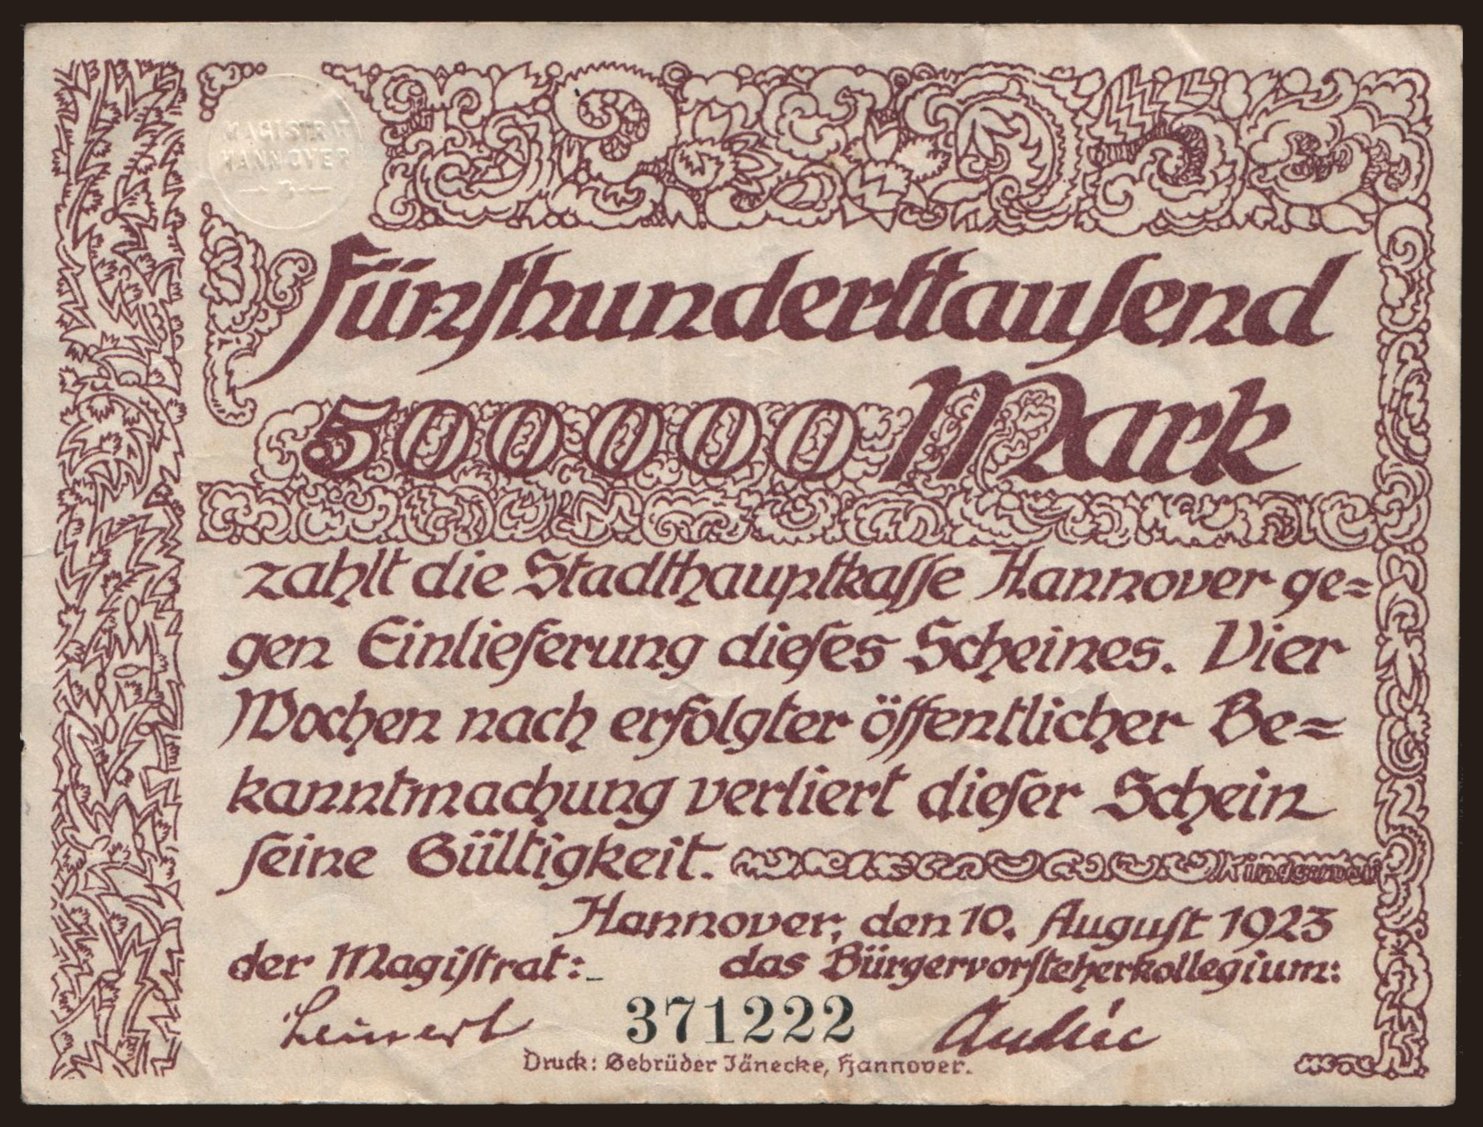 MAGISTRAT
HANNOVER
Fünfhunderttauſend
500000 Mark
zahlt die Stadthauptkaſſe Hannover ge=
gen Einlieferung dieſes Scheines. Vier
Wochen nach erfolgter öffentlicher Be=
kanntmachung verliert dieſer Schein
ſeine Gültigkeit.
Hannover, den 10. Auguſt 1923
der Magiſtrat: das Bürgervorſteherkollegium:
Leinert
371222
Druck: Gebrüder Jänecke, Hannover.